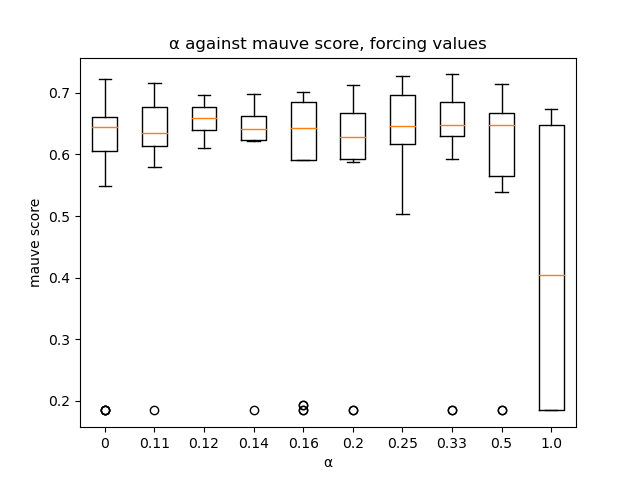 α against mauve score, forcing values
mauve score
0.7
0.6
0.5
0.4
0.3
0.2
0 0.11 0.12 0.14 0.16 0.2 0.25 0.33 0.5 1.0
α